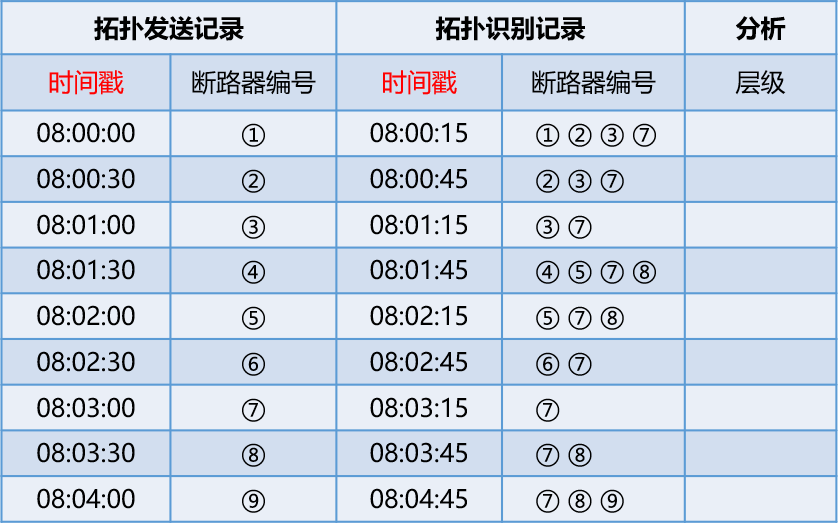 拓扑发送记录 拓扑识别记录 分析
时间戳 断路器编号 时间戳 断路器编号 层级
08:00:00 ① 08:00:15 ① ② ③ ⑦
08:00:30 ② 08:00:45 ② ③ ⑦
08:01:00 ③ 08:01:15 ③ ⑦
08:01:30 ④ 08:01:45 ④ ⑤ ⑦ ⑧
08:02:00 ⑤ 08:02:15 ⑤ ⑦ ⑧
08:02:30 ⑥ 08:02:45 ⑥ ⑦
08:03:00 ⑦ 08:03:15 ⑦
08:03:30 ⑧ 08:03:45 ⑦ ⑧
08:04:00 ⑨ 08:04:45 ⑦ ⑧ ⑨